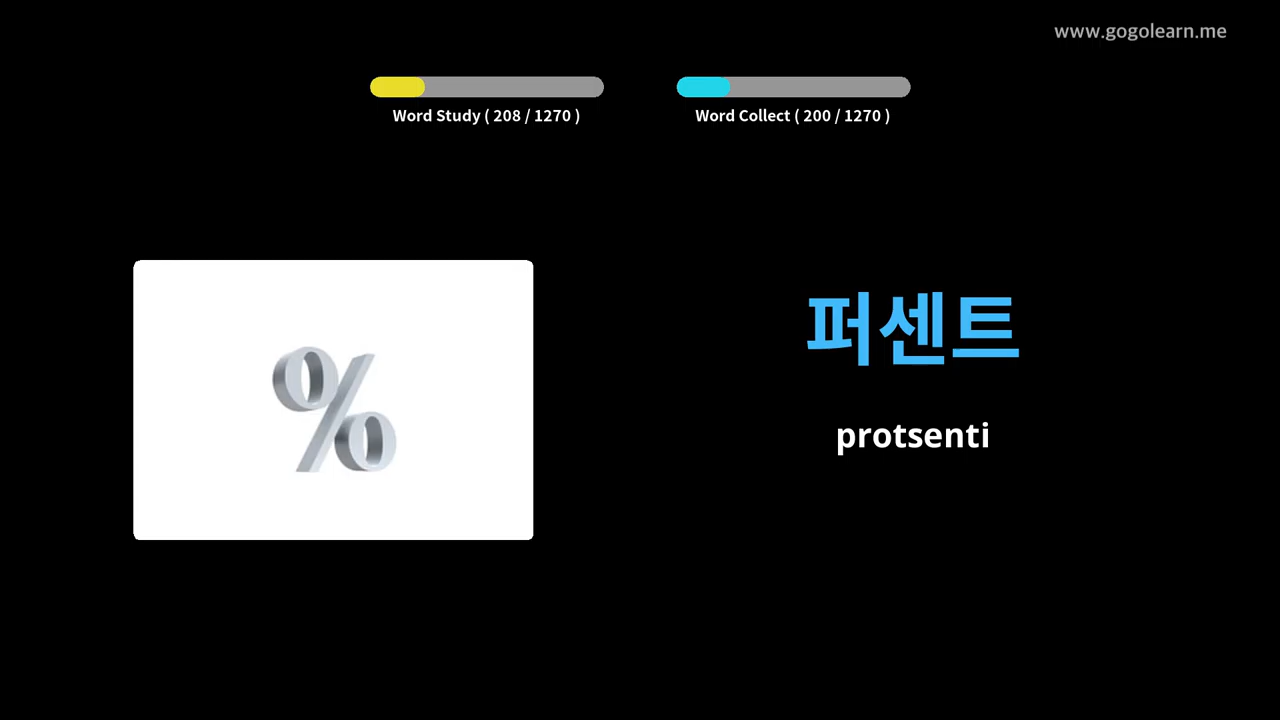 www.gogolearn.me
Word Study ( 208 / 1270 )
Word Collect ( 200 / 1270 )
%
퍼센트
protsenti